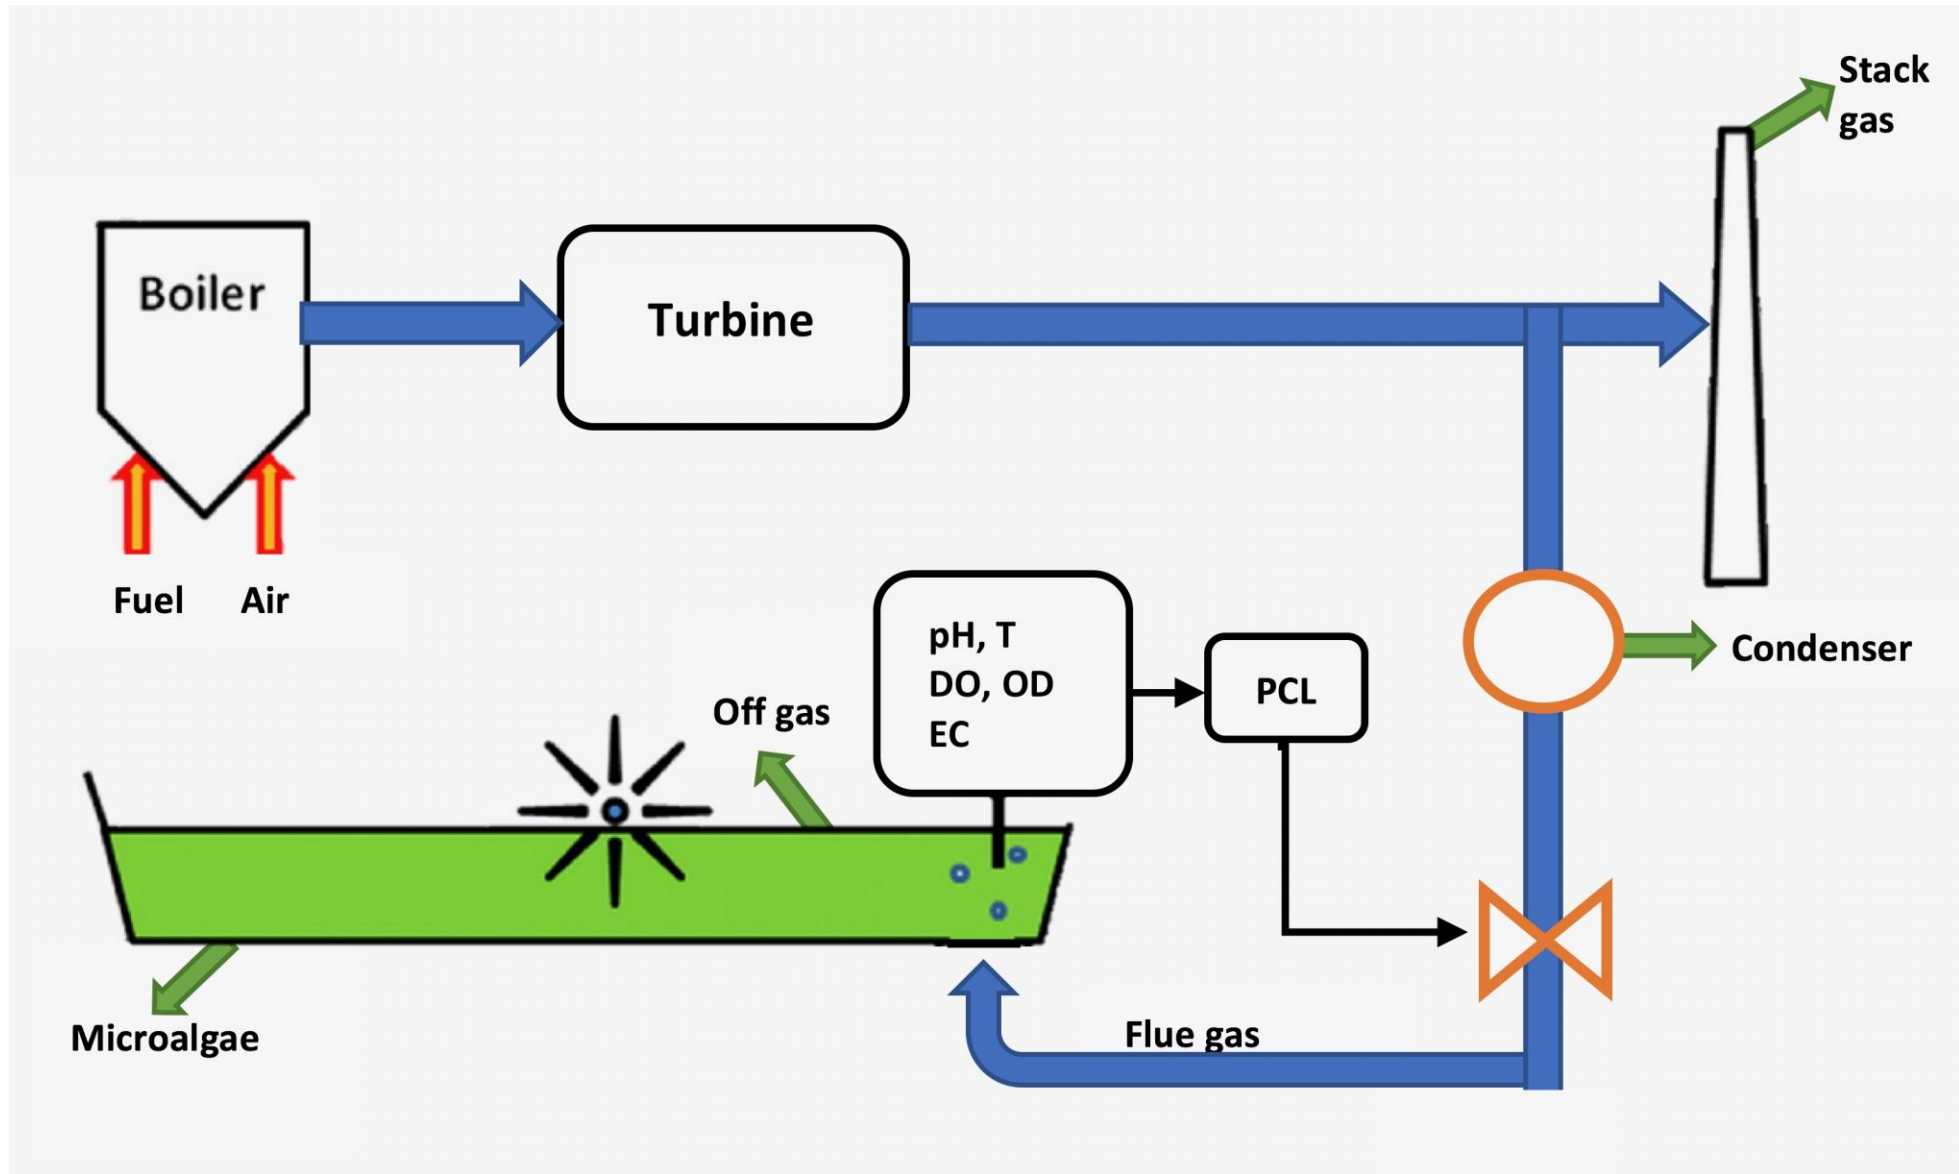 Stack
gas
Boiler
Turbine
Fuel
Air
pH, T
DO, OD
EC
PCL
Condenser
Off gas
Microalgae
Flue gas